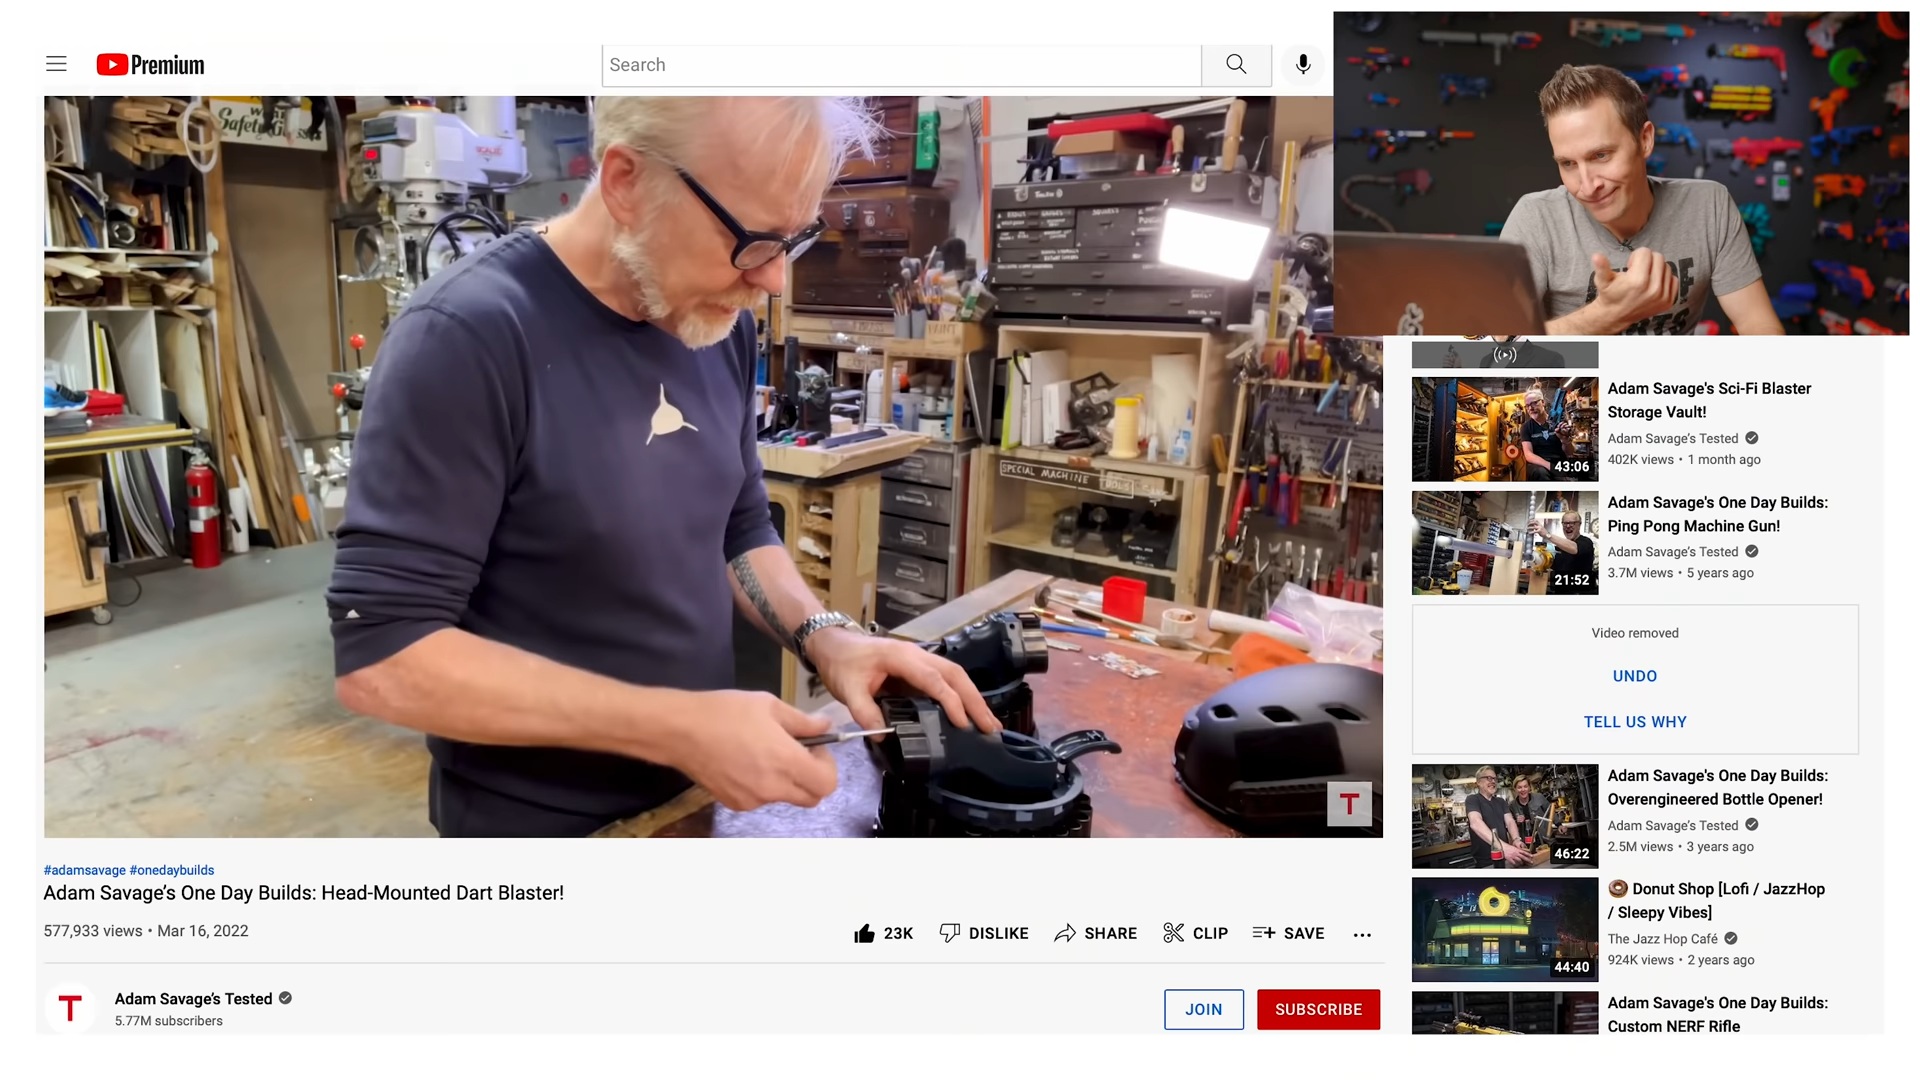 Premium
Search
Safety
SPECIAL MACHINE TOOLS
T
#adamsavage #onedaybuilds
Adam Savage’s One Day Builds: Head-Mounted Dart Blaster!
577,933 views • Mar 16, 2022
23K
DISLIKE
SHARE
CLIP
SAVE
T
Adam Savage’s Tested
5.77M subscribers
JOIN
SUBSCRIBE
Adam Savage's Sci-Fi Blaster
Storage Vault!
Adam Savage’s Tested
402K views • 1 month ago
43:06
Adam Savage's One Day Builds:
Ping Pong Machine Gun!
Adam Savage’s Tested
3.7M views • 5 years ago
21:52
Video removed
UNDO
TELL US WHY
Adam Savage's One Day Builds:
Overengineered Bottle Opener!
Adam Savage’s Tested
2.5M views • 3 years ago
46:22
Donut Shop [Lofi / JazzHop
/ Sleepy Vibes]
The Jazz Hop Café
924K views • 2 years ago
44:40
Adam Savage's One Day Builds:
Custom NERF Rifle